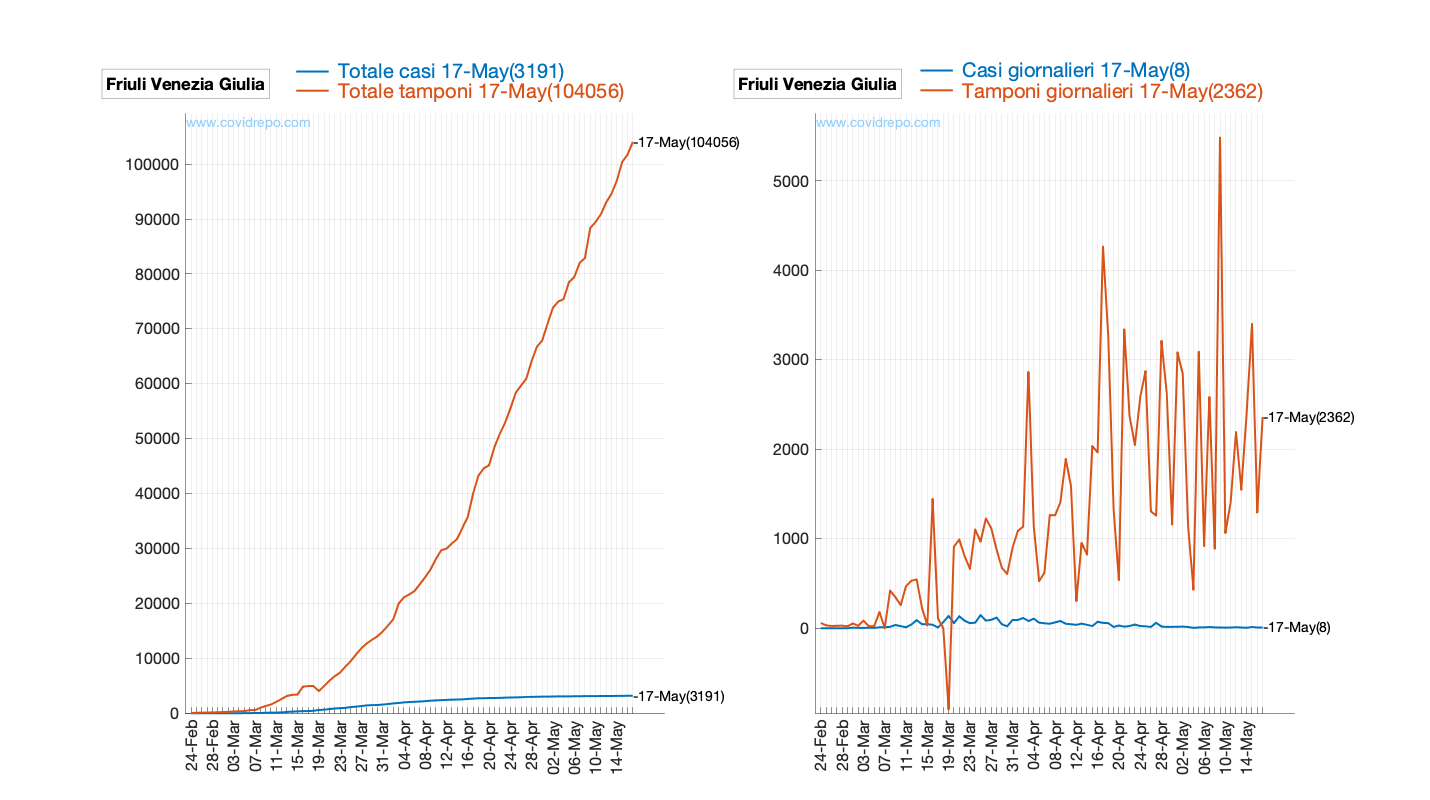 Friuli Venezia Giulia
Totale casi 17-May(3191)
Totale tamponi 17-May(104056)
www.covidrepo.com
17-May(104056)
17-May(3191)
100000
90000
80000
70000
60000
50000
40000
30000
20000
10000
0
24-Feb
28-Feb
03-Mar
07-Mar
11-Mar
15-Mar
19-Mar
23-Mar
27-Mar
31-Mar
04-Apr
08-Apr
12-Apr
16-Apr
20-Apr
24-Apr
28-Apr
02-May
06-May
10-May
14-May
Friuli Venezia Giulia
Casi giornalieri 17-May(8)
Tamponi giornalieri 17-May(2362)
www.covidrepo.com
17-May(2362)
17-May(8)
5000
4000
3000
2000
1000
0
24-Feb
28-Feb
03-Mar
07-Mar
11-Mar
15-Mar
19-Mar
23-Mar
27-Mar
31-Mar
04-Apr
08-Apr
12-Apr
16-Apr
20-Apr
24-Apr
28-Apr
02-May
06-May
10-May
14-May